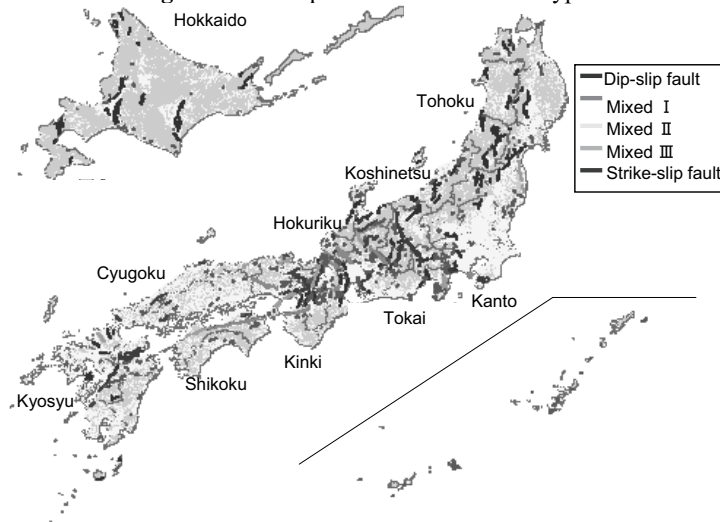 Hokkaido
Dip-slip fault
Mixed Ⅰ
Mixed Ⅱ
Mixed Ⅲ
Strike-slip fault
Tohoku
Koshinetsu
Hokuriku
Cyugoku
Kanto
Tokai
Kinki
Shikoku
Kyosyu